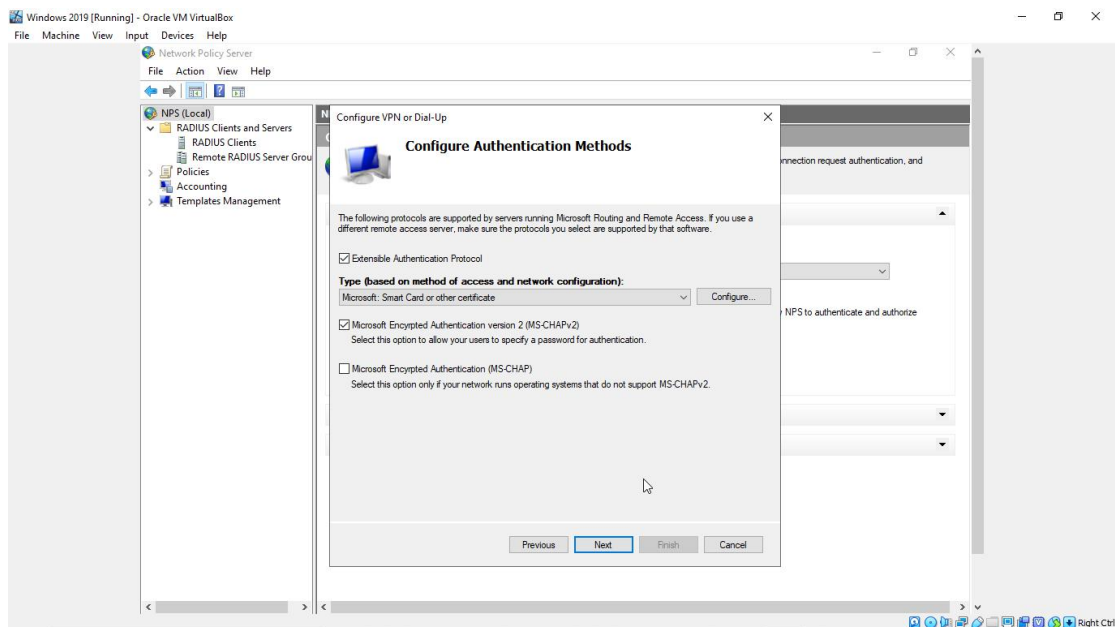 Windows 2019 [Running] - Oracle VM VirtualBox
File Machine View Input Devices Help
Network Policy Server
File Action View Help
NPS (Local)
RADIUS Clients and Servers
RADIUS Clients
Remote RADIUS Server Grou
Policies
Accounting
Templates Management
N
Configure VPN or Dial-Up
Configure Authentication Methods
nnection request authentication, and
The following protocols are supported by servers running Microsoft Routing and Remote Access. If you use a
different remote access server, make sure the protocols you select are supported by that software.
Extensible Authentication Protocol
Type (based on method of access and network configuration):
Microsoft: Smart Card or other certificate
Configure...
NPS to authenticate and authorize
Microsoft Encrypted Authentication version 2 (MS-CHAPv2)
Select this option to allow your users to specify a password for authentication.
Microsoft Encrypted Authentication (MS-CHAP)
Select this option only if your network runs operating systems that do not support MS-CHAPv2.
Previous Next Finish Cancel
Right Ctrl